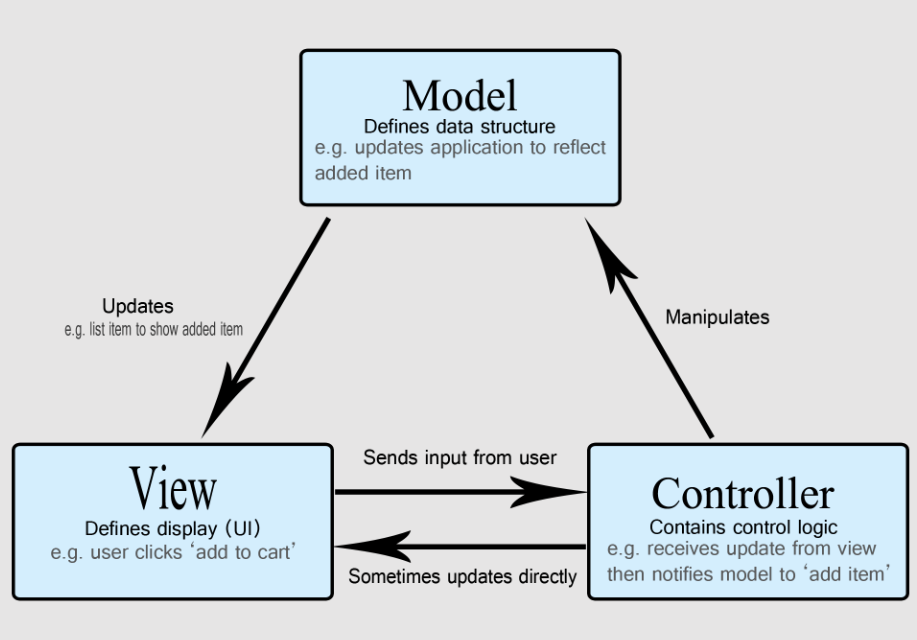 Model
Defines data structure
e.g. updates application to reflect
added item
Updates
e.g. list item to show added item
Manipulates
View
Defines display (UI)
e.g. user clicks ‘add to cart’
Sends input from user
Sometimes updates directly
Controller
Contains control logic
e.g. receives update from view
then notifies model to ‘add item’